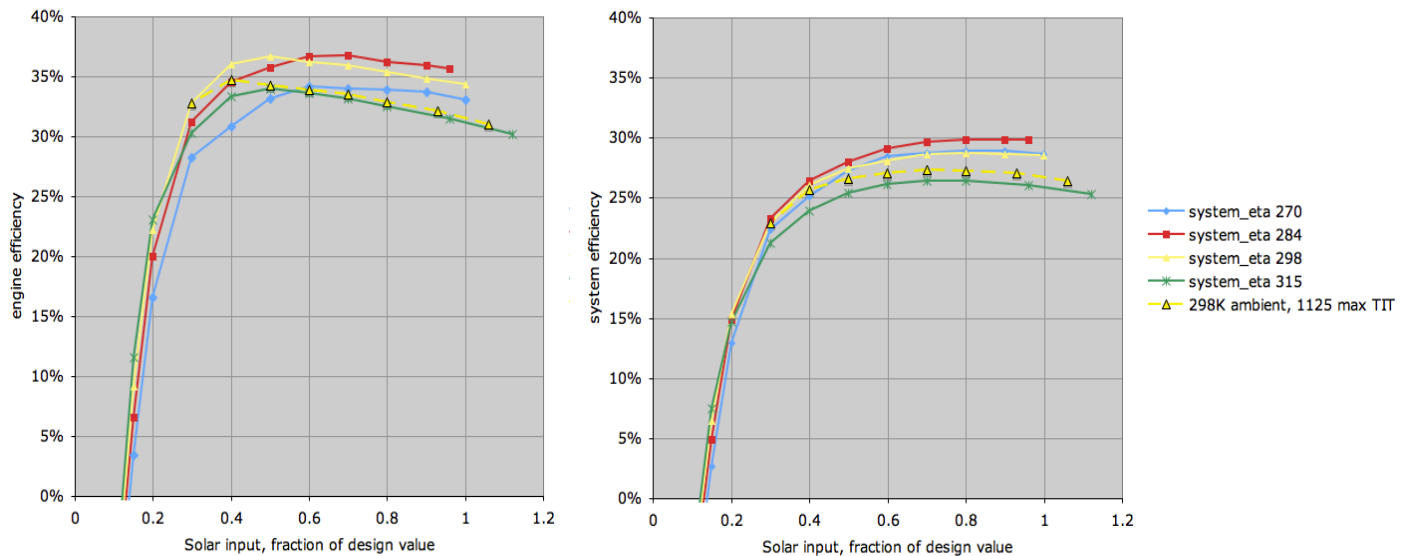 40%
35%
30%
25%
20%
15%
10%
5%
0%
engine efficiency
0 0.2 0.4 0.6 0.8 1 1.2
Solar input, fraction of design value
40%
35%
30%
25%
20%
15%
10%
5%
0%
system efficiency
0 0.2 0.4 0.6 0.8 1 1.2
Solar input, fraction of design value
system_eta 270
system_eta 284
system_eta 298
system_eta 315
298K ambient, 1125 max TIT